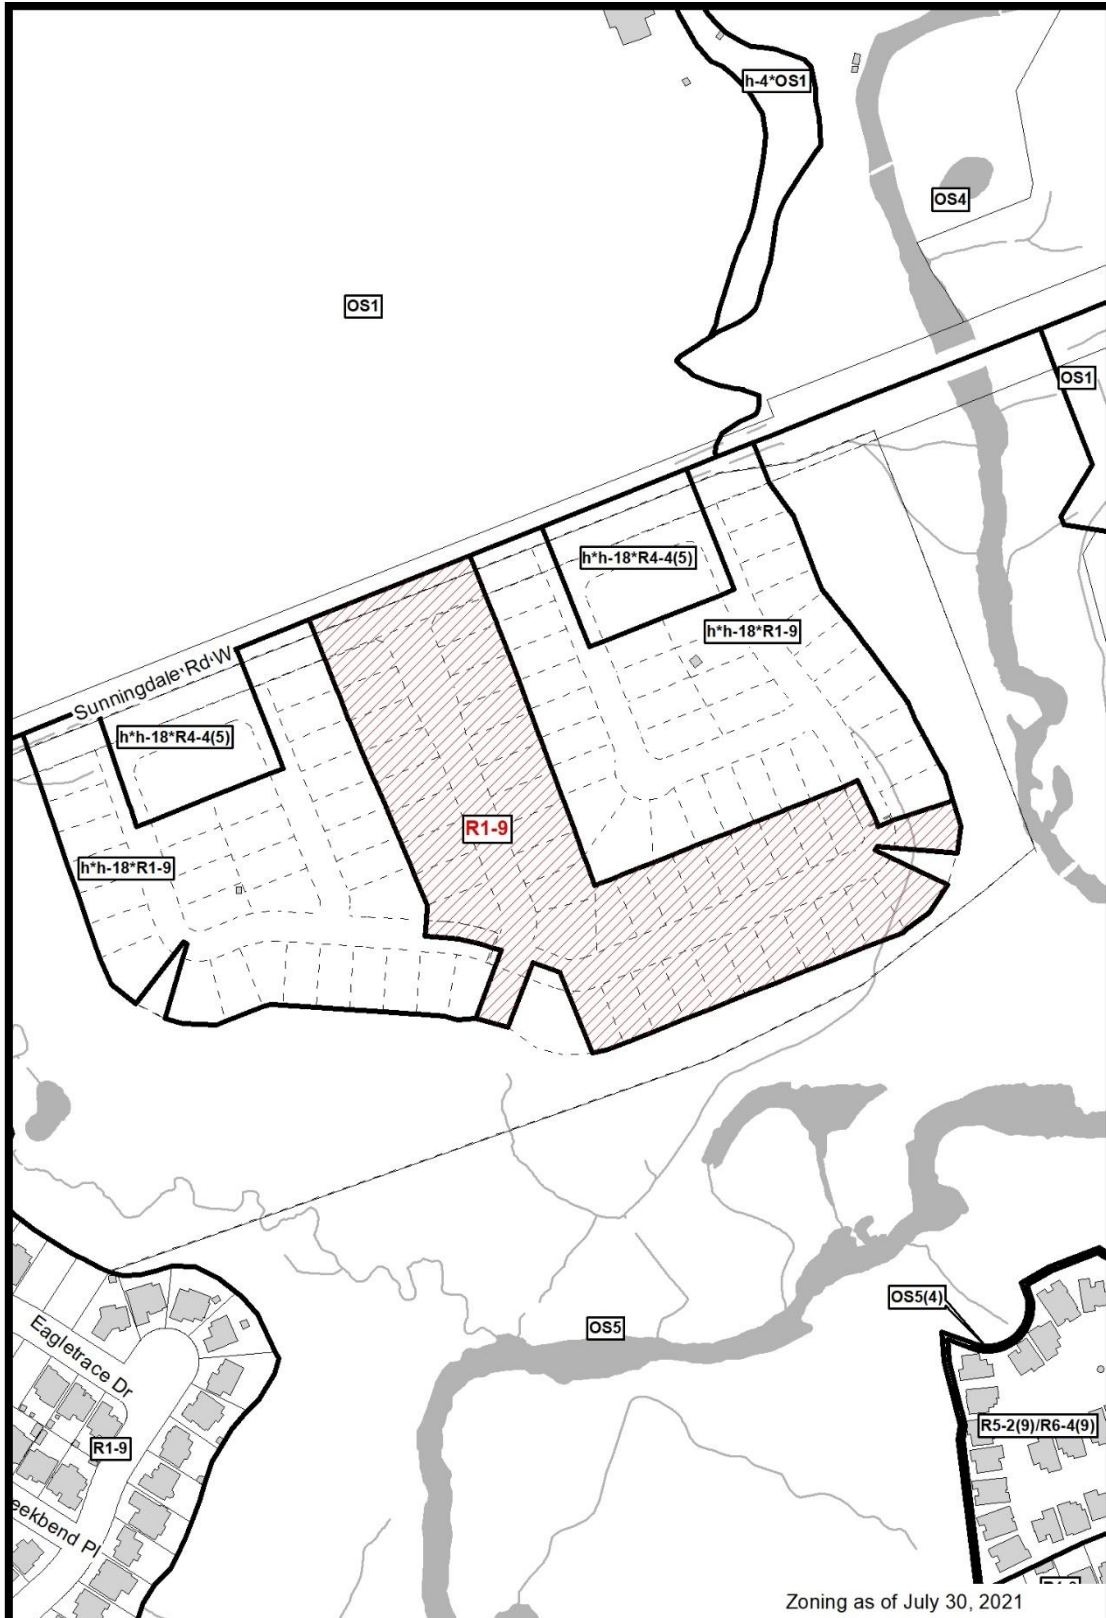 h-4*OS1
OS4
OS1
OS1
h*h-18*R4-4(5)
h*h-18*R1-9
Sunningdale Rd W
h*h-18*R4-4(5)
R1-9
h*h-18*R1-9
OS5(4)
OS5
Eagletrace Dr
R5-2(9)/R6-4(9)
R1-9
eekbend Pl
Zoning as of July 30, 2021